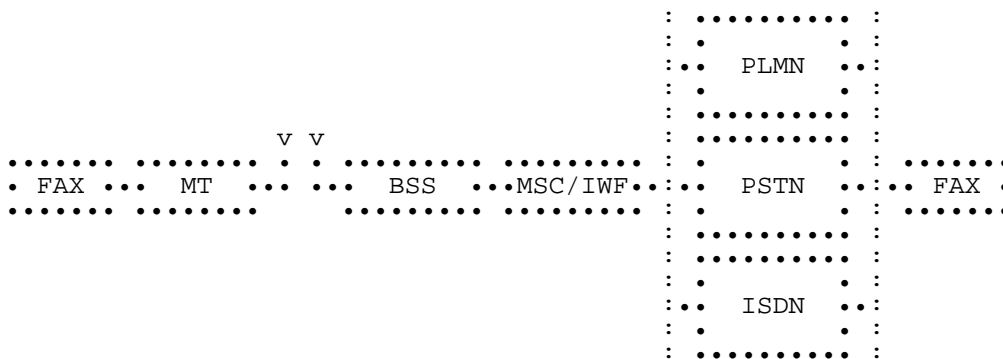 PLMN
v v
FAX MT BSS MSC/IWF PSTN FAX
ISDN